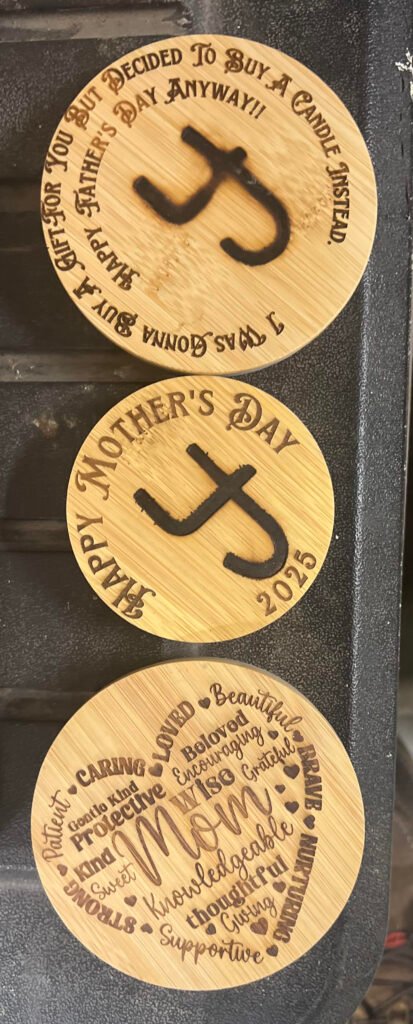 I Was Gonna Buy A Gift For You But Decided To Buy A Candle Instead.
Happy Father's Day Anyway!!
Happy Mother's Day
2025
Beautiful
LOVED
Beloved
CARING
Encouraging
BRAVE
Patient
Gentle Kind
Wise
Grateful
Protective
Mom
Kind
Sweet
Knowledgeable
NURTURING
STRONG
thoughtful
Giving
Supportive